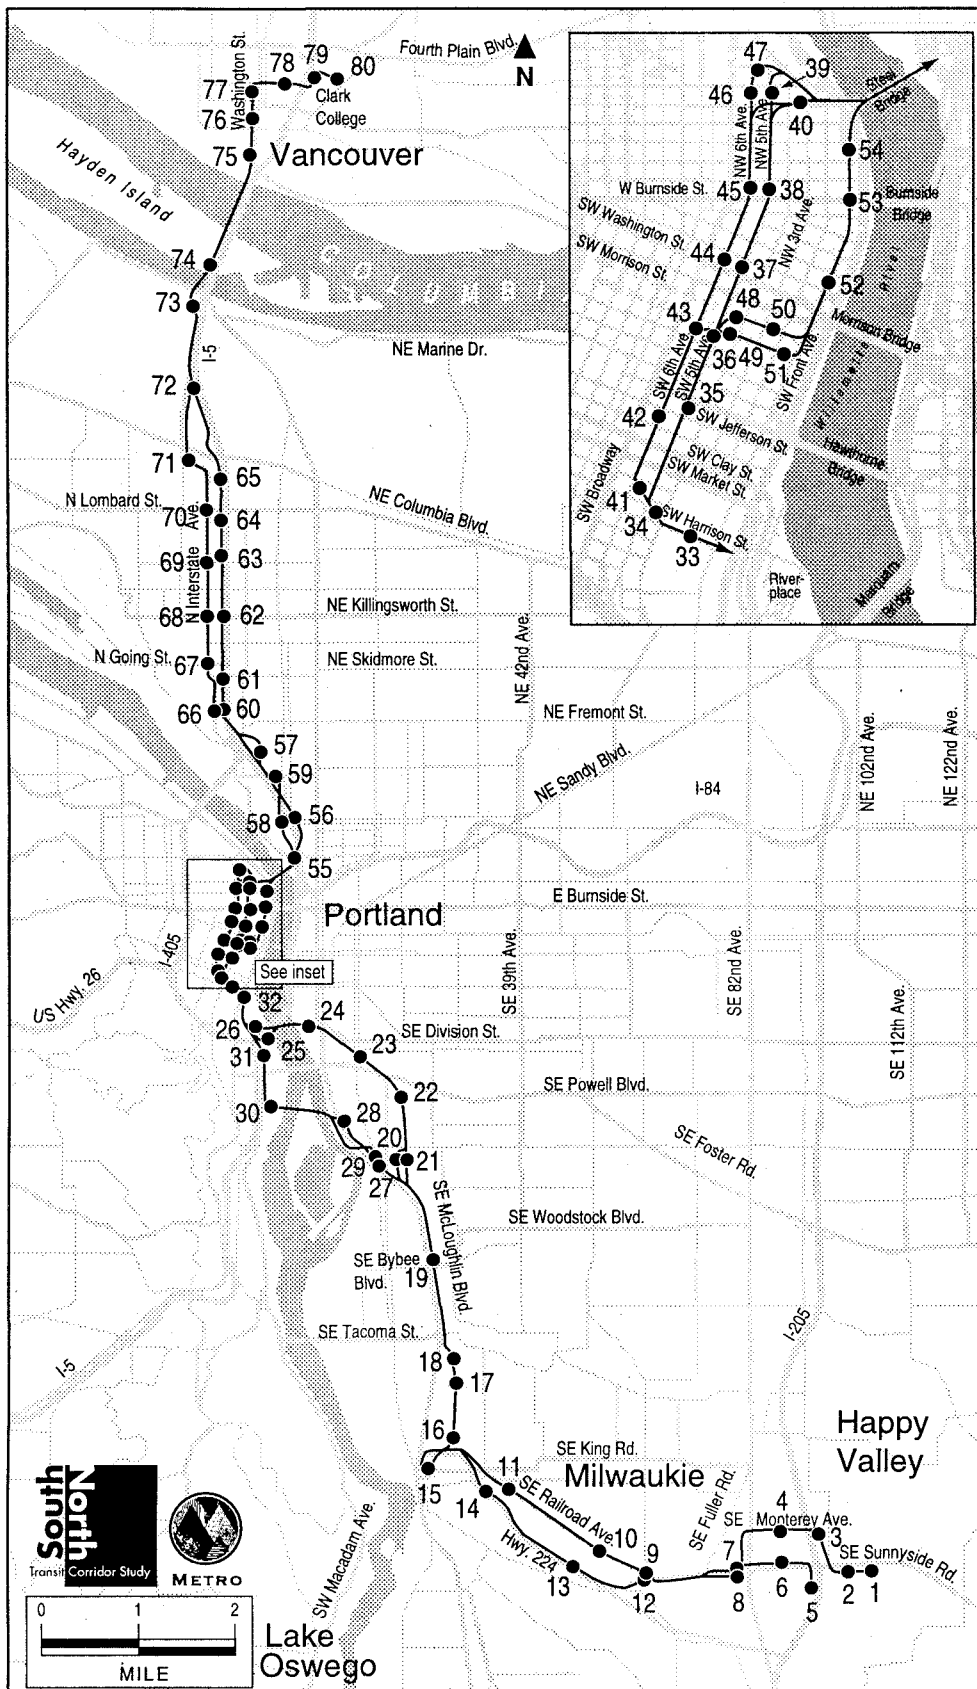 Fourth Plain Blvd.
N
Washington St.
77
78
79
80
76
Clark
College
75
Vancouver
Hayden Island
74
73
I-5
NE Marine Dr.
72
71
65
N Lombard St.
70
64
NE Columbia Blvd.
N Interstate Ave.
69
63
68
62
NE Killingsworth St.
N Going St.
67
NE Skidmore St.
61
66
60
NE Fremont St.
NE 42nd Ave.
NE 102nd Ave.
NE 122nd Ave.
57
59
NE Sandy Blvd.
I-84
58
56
55
E Burnside St.
Portland
I-405
See inset
US Hwy. 26
SE 39th Ave.
SE 82nd Ave.
SE 112th Ave.
32
24
26
SE Division St.
25
23
31
22
SE Powell Blvd.
30
28
20
21
SE Foster Rd.
29
27
SE McLoughlin Blvd.
SE Woodstock Blvd.
SE Bybee
Blvd.
19
SE Tacoma St.
18
17
I-5
I-205
16
SE King Rd.
Happy
Valley
11
Milwaukie
15
14
SE Railroad Ave.
SE Fuller Rd.
4
SE Monterey Ave.
3
10
9
7
SE Sunnyside Rd.
Hwy. 224
13
12
8
6
5
2
1
SW Macadam Ave.
South
North
Transit Corridor Study
METRO
0 1 2
MILE
Lake
Oswego
47
39
Steel
Bridge
46
40
NW 6th Ave.
NW 5th Ave.
54
W Burnside St.
45
38
53
Burnside
Bridge
SW Washington St.
NW 3rd Ave.
44
37
SW Morrison St.
52
River
Willamette
48
50
43
Morrison Bridge
36
49
51
SW 6th Ave.
SW 5th Ave.
SW Front Ave.
35
42
SW Jefferson St.
SW Clay St.
SW Market St.
Hawthorne
Bridge
SW Broadway
41
34
SW Harrison St.
33
River-
place
Marquam
Bridge